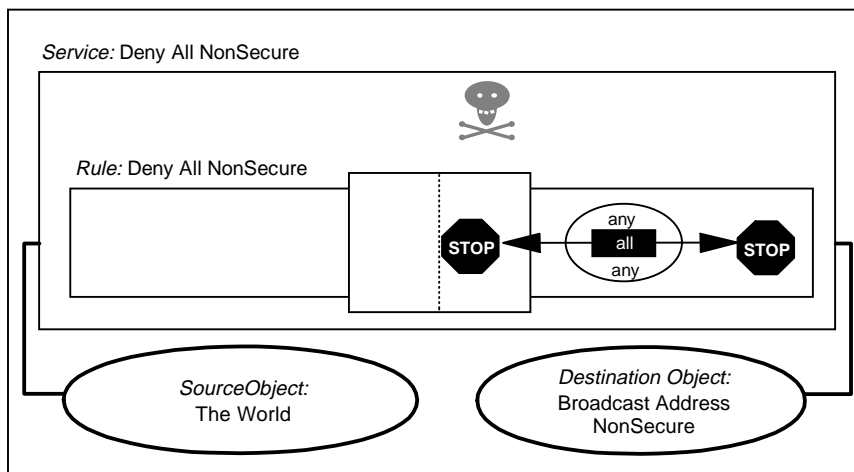 Service: Deny All NonSecure
Rule: Deny All NonSecure
STOP
any
all
any
STOP
SourceObject:
The World
Destination Object:
Broadcast Address
NonSecure